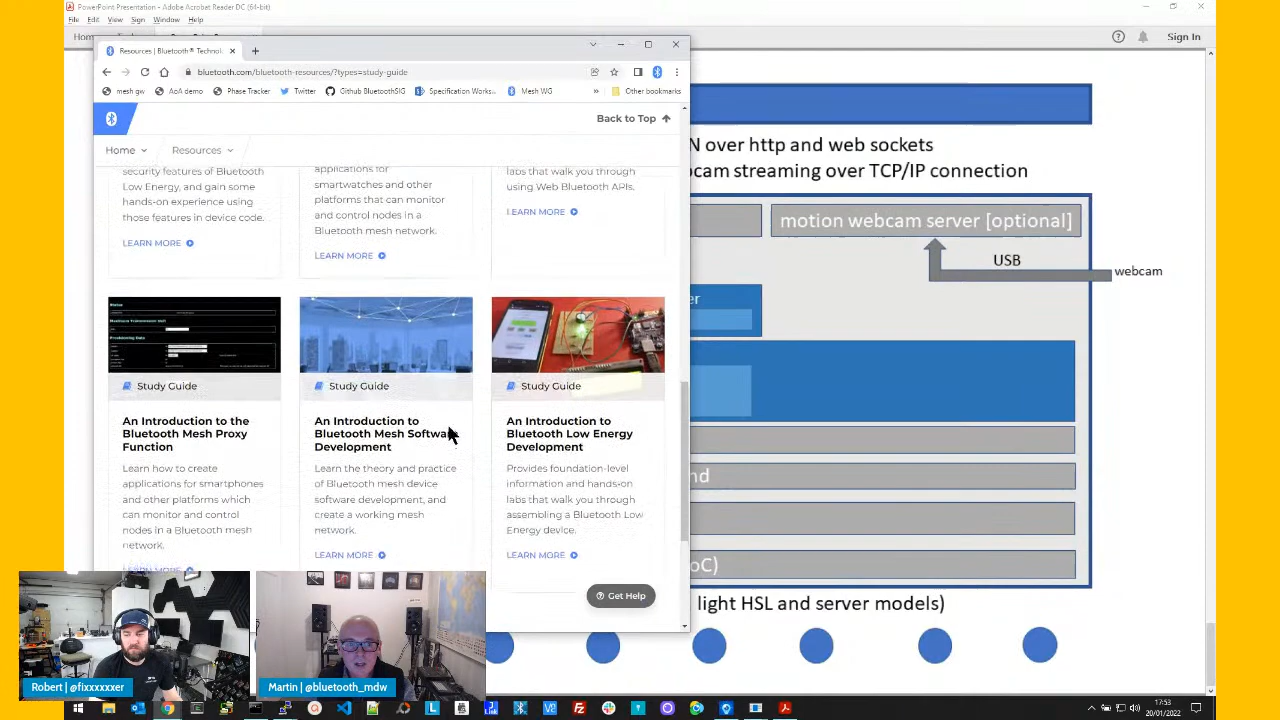 PowerPoint Presentation - Adobe Acrobat Reader DC (64-bit)
File Edit View Sign Window Help
Sign In
Resources | Bluetooth® Technol
bluetooth.com/bluetooth-resources/?types=study-guide
mesh gw AoA demo Phase Tracker Twitter Github BluetoothSIG Specification Works... Mesh WG » Other bookmarks
Back to Top
Home Resources
security features of Bluetooth
Low Energy, and gain some
hands-on experience using
those features in device code.
LEARN MORE
applications for
smartwatches and other
platforms that can monitor
and control nodes in a
Bluetooth mesh network.
LEARN MORE
labs that walk you through
using Web Bluetooth APIs.
LEARN MORE
Study Guide
An Introduction to the
Bluetooth Mesh Proxy
Function
Learn how to create
applications for smartphones
and other platforms which
can monitor and control
nodes in a Bluetooth mesh
network.
Study Guide
An Introduction to
Bluetooth Mesh Software
Development
Learn the theory and practice
of Bluetooth mesh device
software development, and
create a working mesh
network.
LEARN MORE
Study Guide
An Introduction to
Bluetooth Low Energy
Development
Provides foundation-level
information and hands-on
labs that walk you through
assembling a Bluetooth Low
Energy device.
LEARN MORE
Get Help
N over http and web sockets
cam streaming over TCP/IP connection
motion webcam server [optional]
USB
webcam
er
nd
oC)
light HSL and server models)
Robert | @fixxxxxxer
Martin | @bluetooth_mdw
17:53
20/01/2022